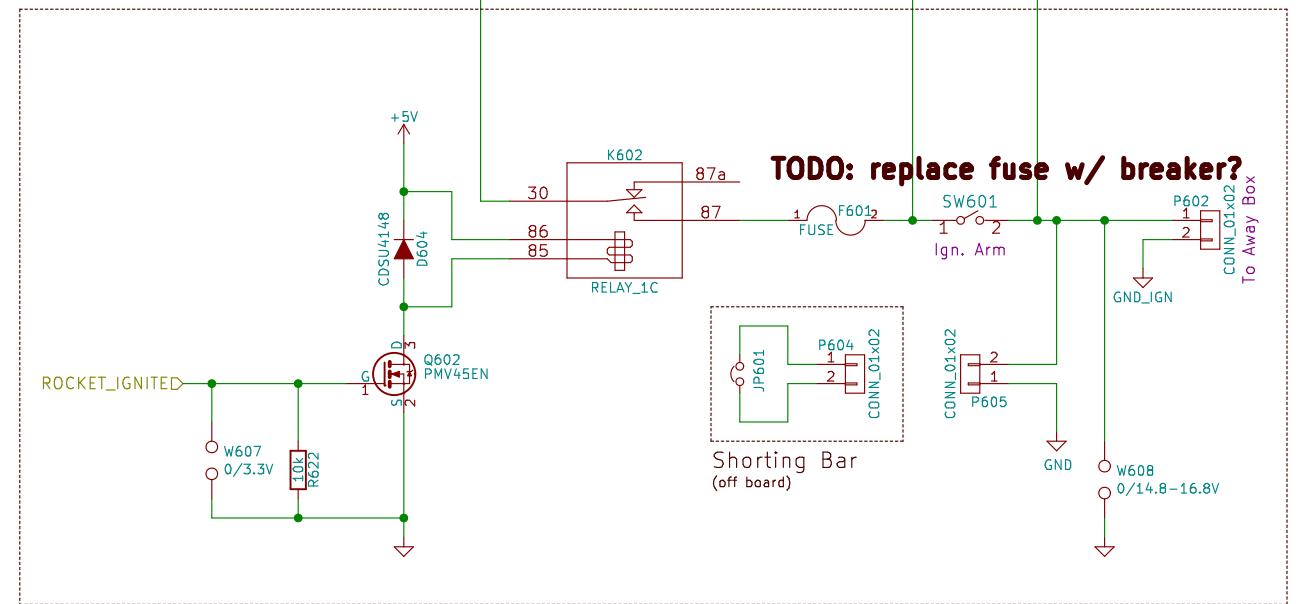 +5V
K602
TODO: replace fuse w/ breaker?
87a
30
87
1
F601
2
FUSE
SW601
1
2
Ign. Arm
P602
1
2
CONN_01x02
To Away Box
GND_IGN
CDSU4148
D604
86
85
RELAY_1C
ROCKET_IGNITED
D
3
G
1
S
2
Q602
PMV45EN
JP601
P604
1
2
CONN_01x02
CONN_01x02
2
1
P605
GND
Shorting Bar
(off board)
W607
0/3.3V
10k
R622
W608
0/14.8-16.8V